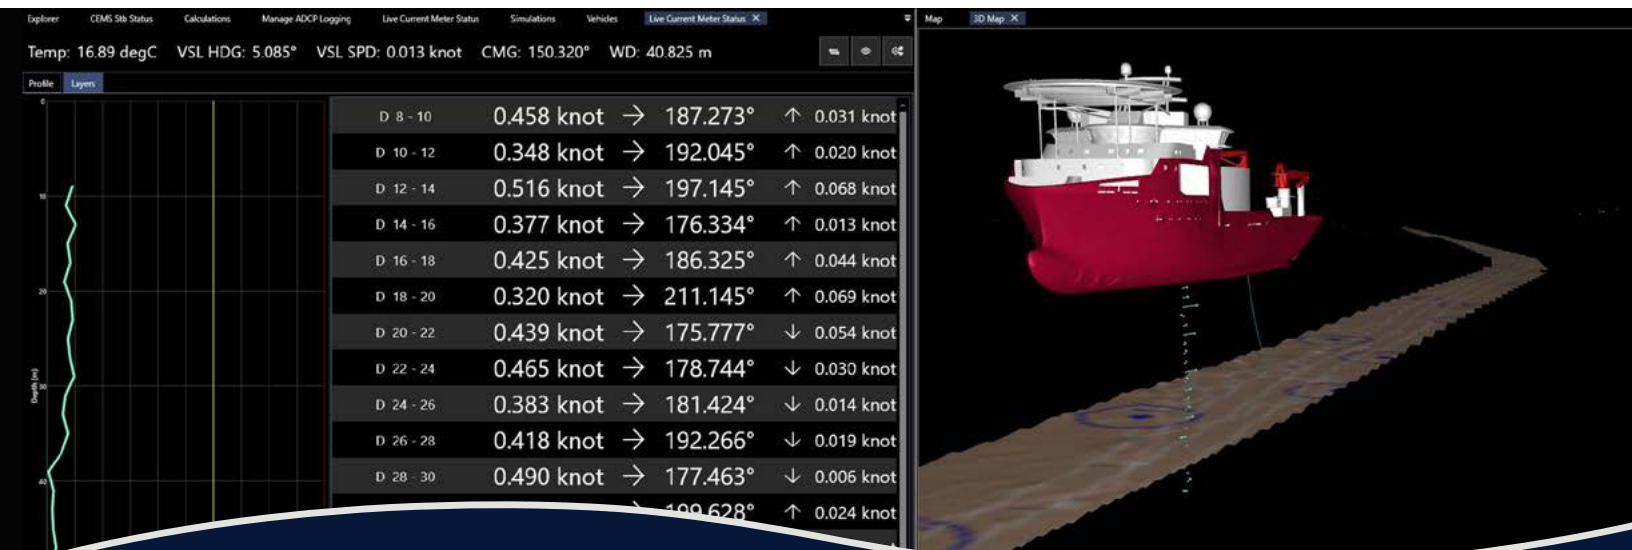 Explorer CEMS Stb Status Calculations Manage ADCP Logging Live Current Meter Status Simulations Vehicles Live Current Meter Status X
Map 3D Map X
Temp: 16.89 degC VSL HDG: 5.085° VSL SPD: 0.013 knot CMG: 150.320° WD: 40.825 m
Profile Layers
0
10
20
30
40
Depth [m]
D 8 - 10 0.458 knot → 187.273° ↑ 0.031 knot
D 10 - 12 0.348 knot → 192.045° ↑ 0.020 knot
D 12 - 14 0.516 knot → 197.145° ↑ 0.068 knot
D 14 - 16 0.377 knot → 176.334° ↑ 0.013 knot
D 16 - 18 0.425 knot → 186.325° ↑ 0.044 knot
D 18 - 20 0.320 knot → 211.145° ↑ 0.069 knot
D 20 - 22 0.439 knot → 175.777° ↓ 0.054 knot
D 22 - 24 0.465 knot → 178.744° ↓ 0.030 knot
D 24 - 26 0.383 knot → 181.424° ↓ 0.014 knot
D 26 - 28 0.418 knot → 192.266° ↓ 0.019 knot
D 28 - 30 0.490 knot → 177.463° ↓ 0.006 knot
199.628° ↑ 0.024 knot